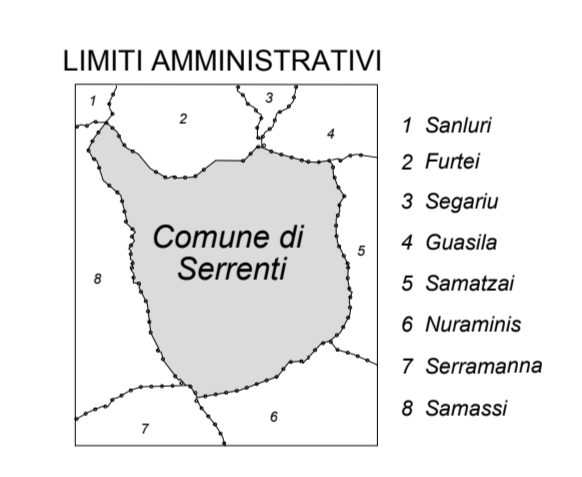 LIMITI AMMINISTRATIVI
1
2
3
4
Comune di
Serrenti
5
8
6
7
1 Sanluri
2 Furtei
3 Segariu
4 Guasila
5 Samatzai
6 Nuraminis
7 Serramanna
8 Samassi